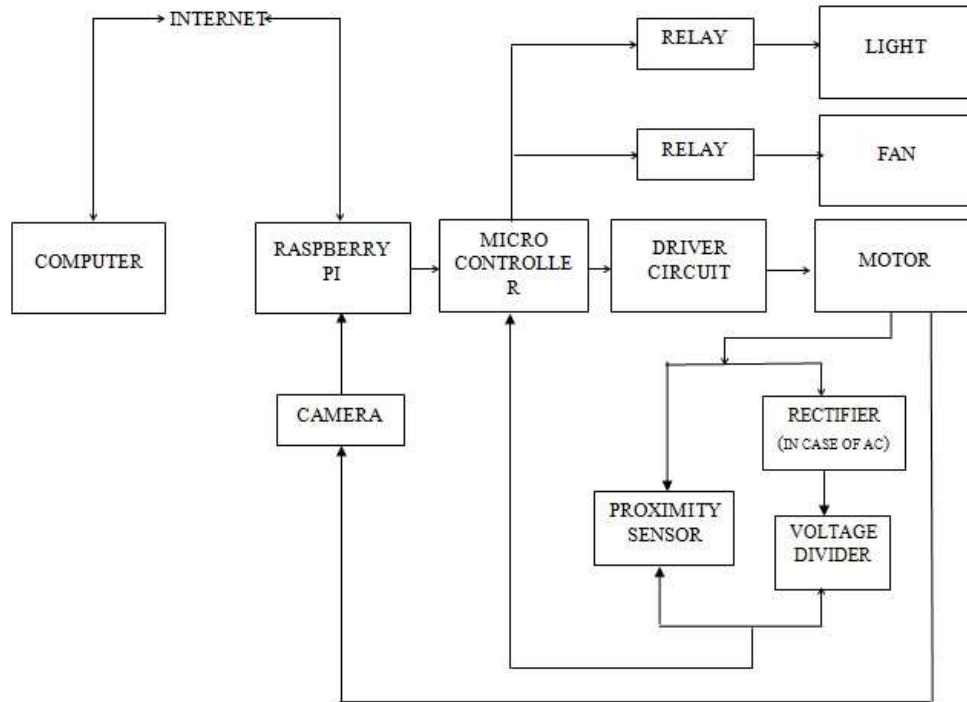 INTERNET
RELAY
LIGHT
RELAY
FAN
COMPUTER
RASPBERRY
PI
MICRO
CONTROLLE
R
DRIVER
CIRCUIT
MOTOR
CAMERA
RECTIFIER
(IN CASE OF AC)
PROXIMITY
SENSOR
VOLTAGE
DIVIDER